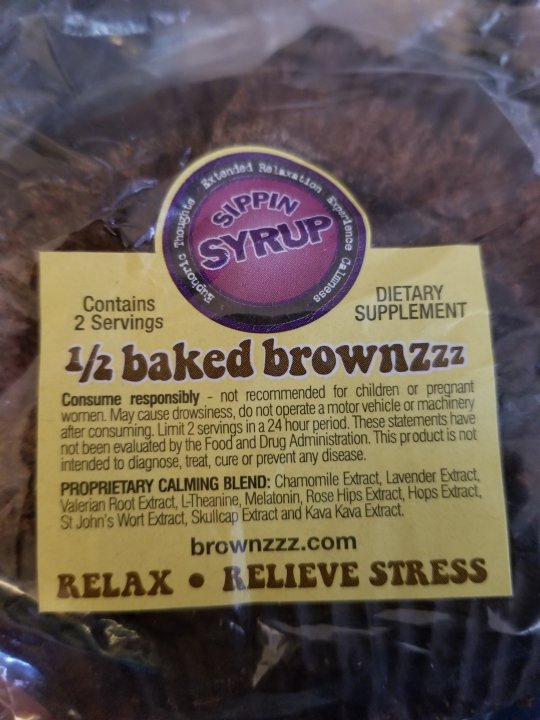 Euphoric Thoughts Extended Relaxation Experience Calmness
SIPPIN
SYRUP
Contains
2 Servings
DIETARY
SUPPLEMENT
1/2 baked brownzzz
Consume responsibly - not recommended for children or pregnant
women. May cause drowsiness, do not operate a motor vehicle or machinery
after consuming. Limit 2 servings in a 24 hour period. These statements have
not been evaluated by the Food and Drug Administration. This product is not
intended to diagnose, treat, cure or prevent any disease.
PROPRIETARY CALMING BLEND: Chamomile Extract, Lavender Extract,
Valerian Root Extract, L-Theanine, Melatonin, Rose Hips Extract, Hops Extract,
St John's Wort Extract, Skullcap Extract and Kava Kava Extract.
brownzzz.com
RELAX • RELIEVE STRESS